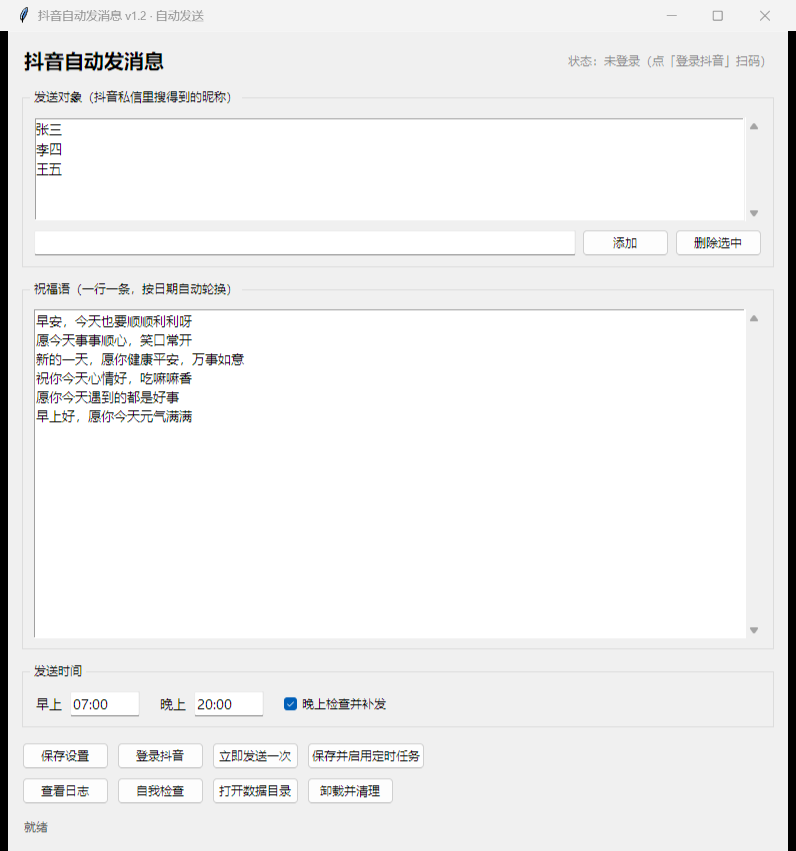 抖音自动发消息 v1.2 · 自动发送
抖音自动发消息
状态：未登录（点「登录抖音」扫码）
发送对象（抖音私信里搜得到的昵称）
张三
李四
王五
添加
删除选中
祝福语（一行一条，按日期自动轮换）
早安，今天也要顺顺利利呀
愿今天事事顺心，笑口常开
新的一天，愿你健康平安，万事如意
祝你今天心情好，吃嘛嘛香
愿你今天遇到的都是好事
早上好，愿你今天元气满满
发送时间
早上 07:00 晚上 20:00 晚上检查并补发
保存设置 登录抖音 立即发送一次 保存并启用定时任务
查看日志 自我检查 打开数据目录 卸载并清理
就绪